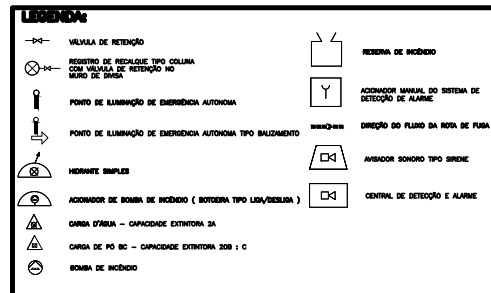 LEGENDA:
VÁLVULA DE RETENÇÃO
REGISTRO DE RECALQUE TIPO COLUNA
COM VÁLVULA DE RETENÇÃO NO
MURO DE DIVISA
PONTO DE ILUMINAÇÃO DE EMERGÊNCIA AUTONOMA
PONTO DE ILUMINAÇÃO DE EMERGÊNCIA AUTONOMA TIPO BALIZAMENTO
HIDRANTE SIMPLES
ACIONADOR DE BOMBA DE INCÊNDIO ( BOTOEIRA TIPO LIGA/DESLIGA )
CARGA D'ÁGUA – CAPACIDADE EXTINTORA 2A
CARGA DE PÓ BC – CAPACIDADE EXTINTORA 20B : C
BOMBA DE INCÊNDIO
RESERVA DE INCÊNDIO
ACIONADOR MANUAL DO SISTEMA DE
DETECÇÃO DE ALARME
DIREÇÃO DO FLUXO DA ROTA DE FUGA
AVISADOR SONORO TIPO SIRENE
CENTRAL DE DETECÇÃO E ALARME